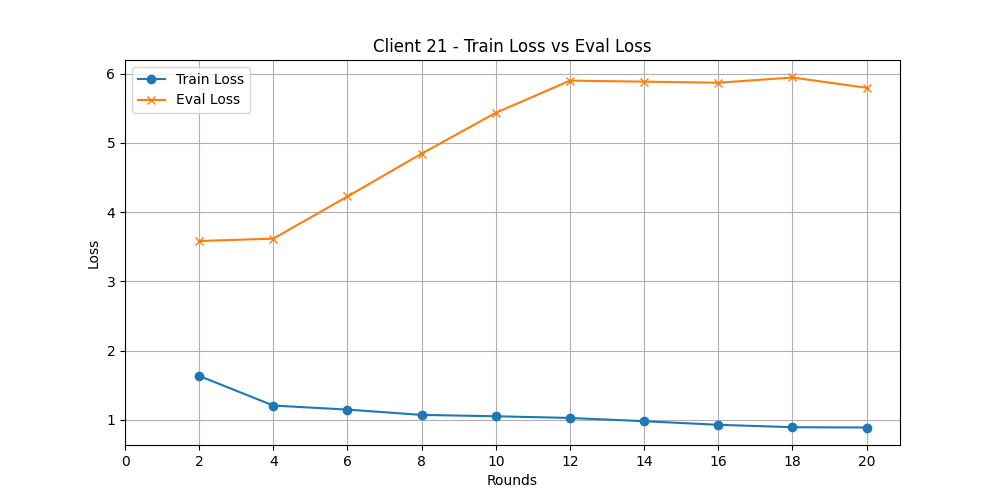 Client 21 - Train Loss vs Eval Loss
Train Loss
Eval Loss
6
5
4
3
2
1
Loss
0 2 4 6 8 10 12 14 16 18 20
Rounds